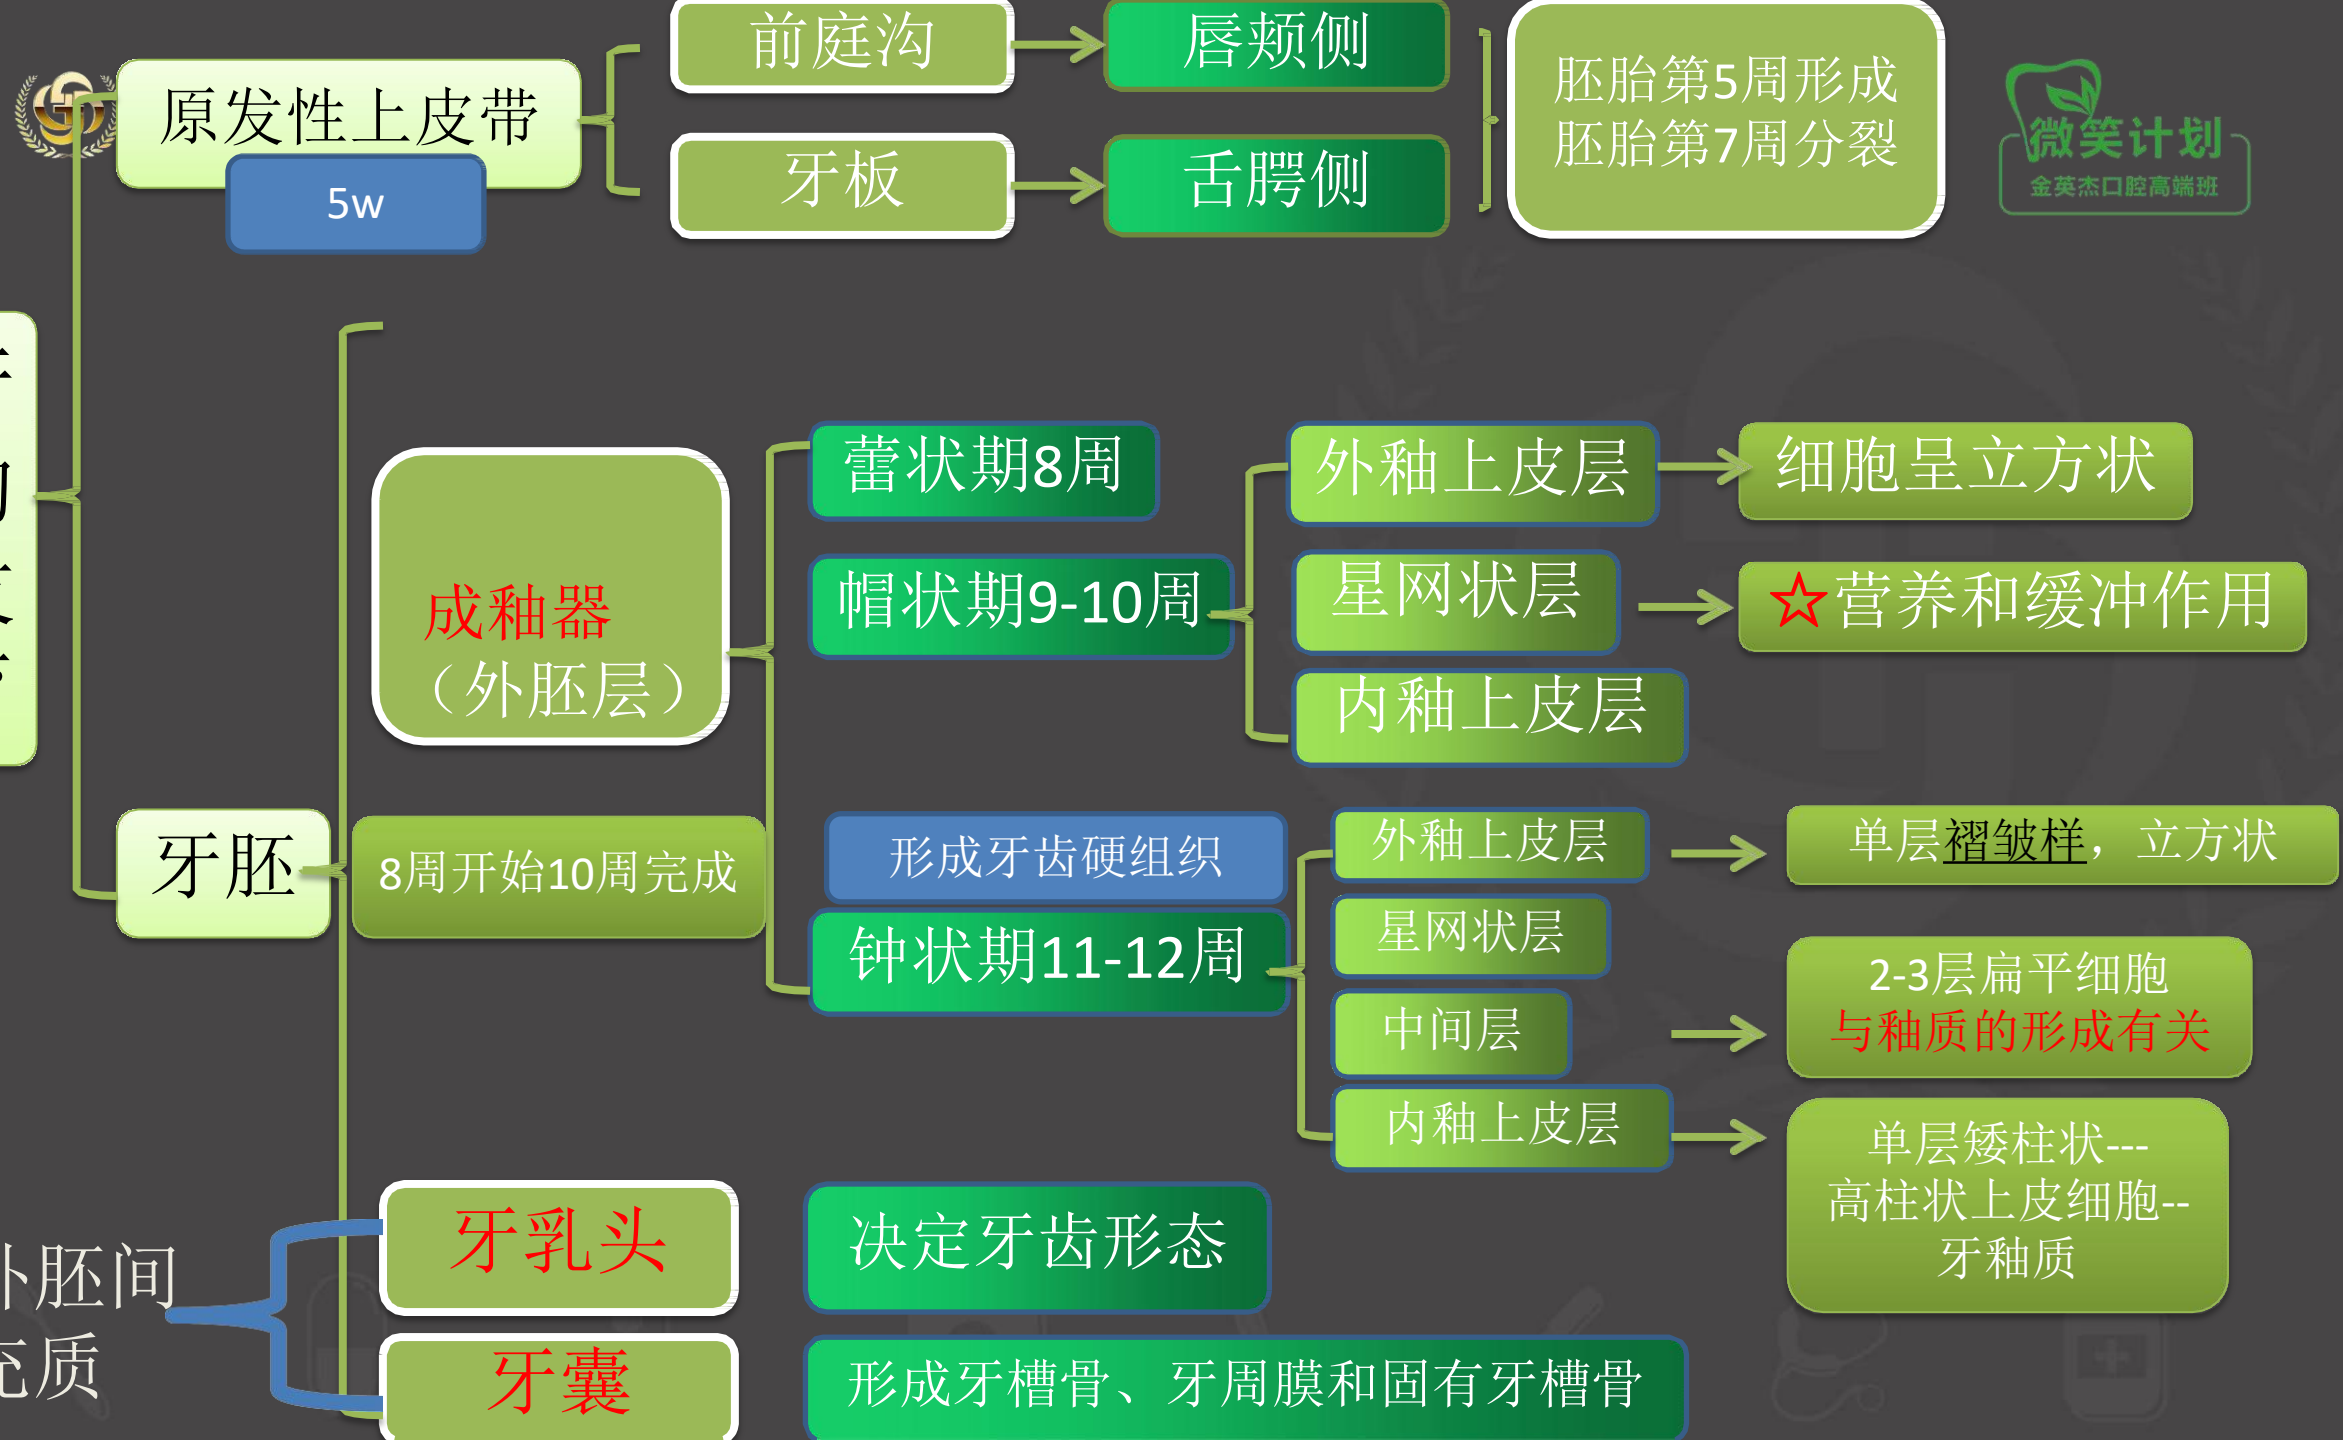 前庭沟
唇颊侧
原发性上皮带
5w
牙板
舌腭侧
胚胎第5周形成
胚胎第7周分裂
微笑计划
金英杰口腔高端班
成釉器
（外胚层）
蕾状期8周
帽状期9-10周
外釉上皮层
细胞呈立方状
星网状层
☆营养和缓冲作用
内釉上皮层
牙胚
8周开始10周完成
形成牙齿硬组织
钟状期11-12周
外釉上皮层
单层褶皱样，立方状
星网状层
中间层
2-3层扁平细胞
与釉质的形成有关
内釉上皮层
单层矮柱状---
高柱状上皮细胞--
牙釉质
胚间
质
牙乳头
决定牙齿形态
牙囊
形成牙槽骨、牙周膜和固有牙槽骨